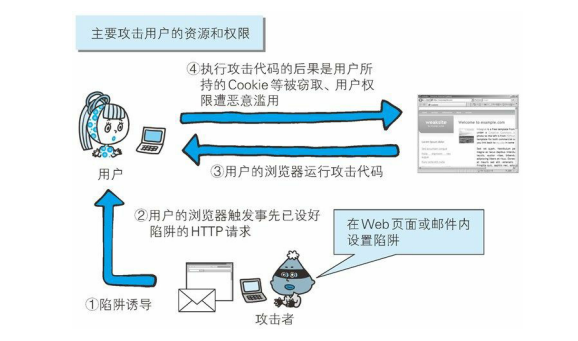 主要攻击用户的资源和权限
④执行攻击代码的后果是用户所
持的Cookie等被窃取、用户权
限遭恶意滥用
用户
③用户的浏览器运行攻击代码
②用户的浏览器触发事先已设好
陷阱的HTTP请求
在Web页面或邮件内
设置陷阱
①陷阱诱导
攻击者
website
Welcome to example.com